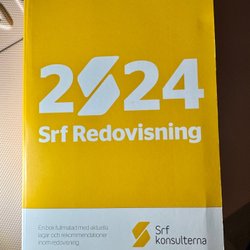 2024
Srf Redovisning
En bok fullmatad med aktuella
lagar och rekommendationer
inom redovisning
Srf
konsulterna